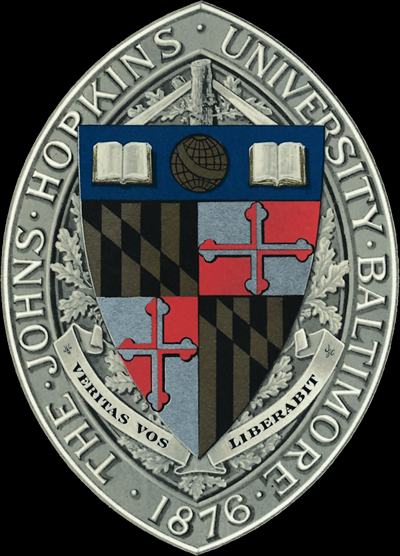 THE · JOHNS · HOPKINS · UNIVERSITY · BALTIMORE ·
1876 ·
VERITAS VOS
LIBERABIT